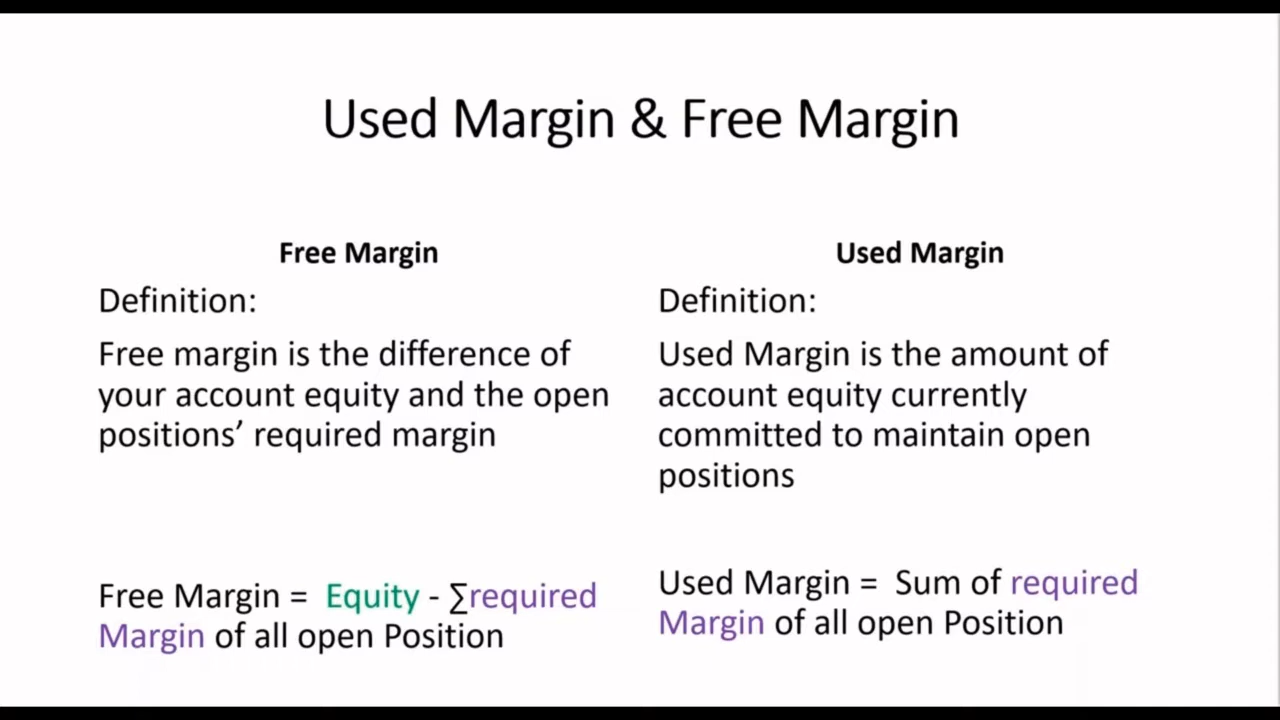 Used Margin & Free Margin
Free Margin
Definition:
Free margin is the difference of
your account equity and the open
positions’ required margin
Free Margin = Equity - ∑required
Margin of all open Position
Used Margin
Definition:
Used Margin is the amount of
account equity currently
committed to maintain open
positions
Used Margin = Sum of required
Margin of all open Position